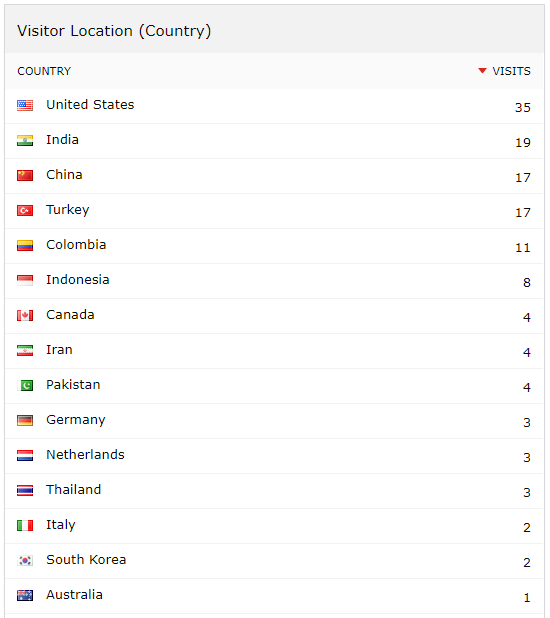 Visitor Location (Country)
COUNTRY VISITS
United States 35
India 19
China 17
Turkey 17
Colombia 11
Indonesia 8
Canada 4
Iran 4
Pakistan 4
Germany 3
Netherlands 3
Thailand 3
Italy 2
South Korea 2
Australia 1